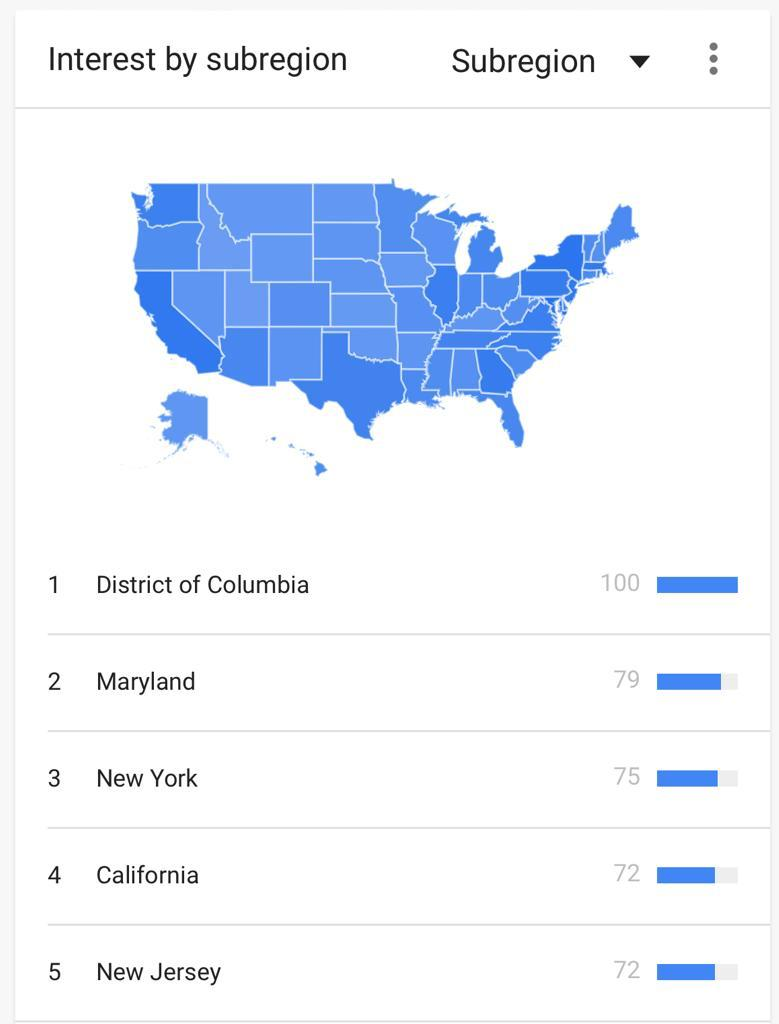 Interest by subregion Subregion
1 District of Columbia 100
2 Maryland 79
3 New York 75
4 California 72
5 New Jersey 72